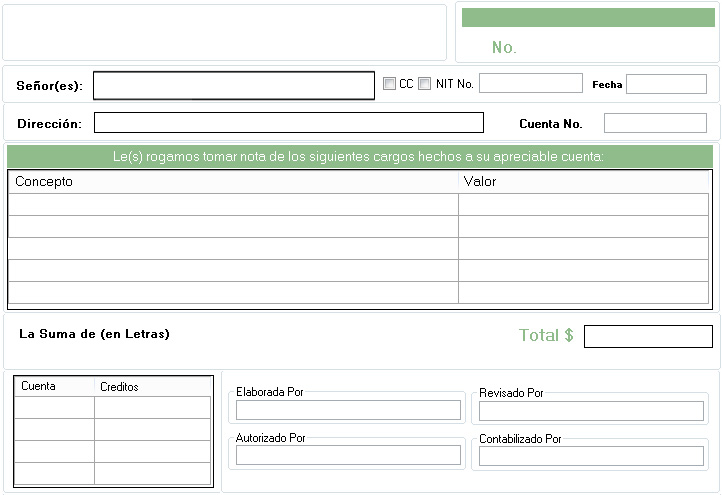 No.
Señor(es): CC NIT No. Fecha
Dirección: Cuenta No.
Le(s) rogamos tomar nota de los siguientes cargos hechos a su apreciable cuenta:
Concepto Valor
La Suma de (en Letras) Total $
Cuenta Creditos
Elaborada Por Revisado Por
Autorizado Por Contabilizado Por